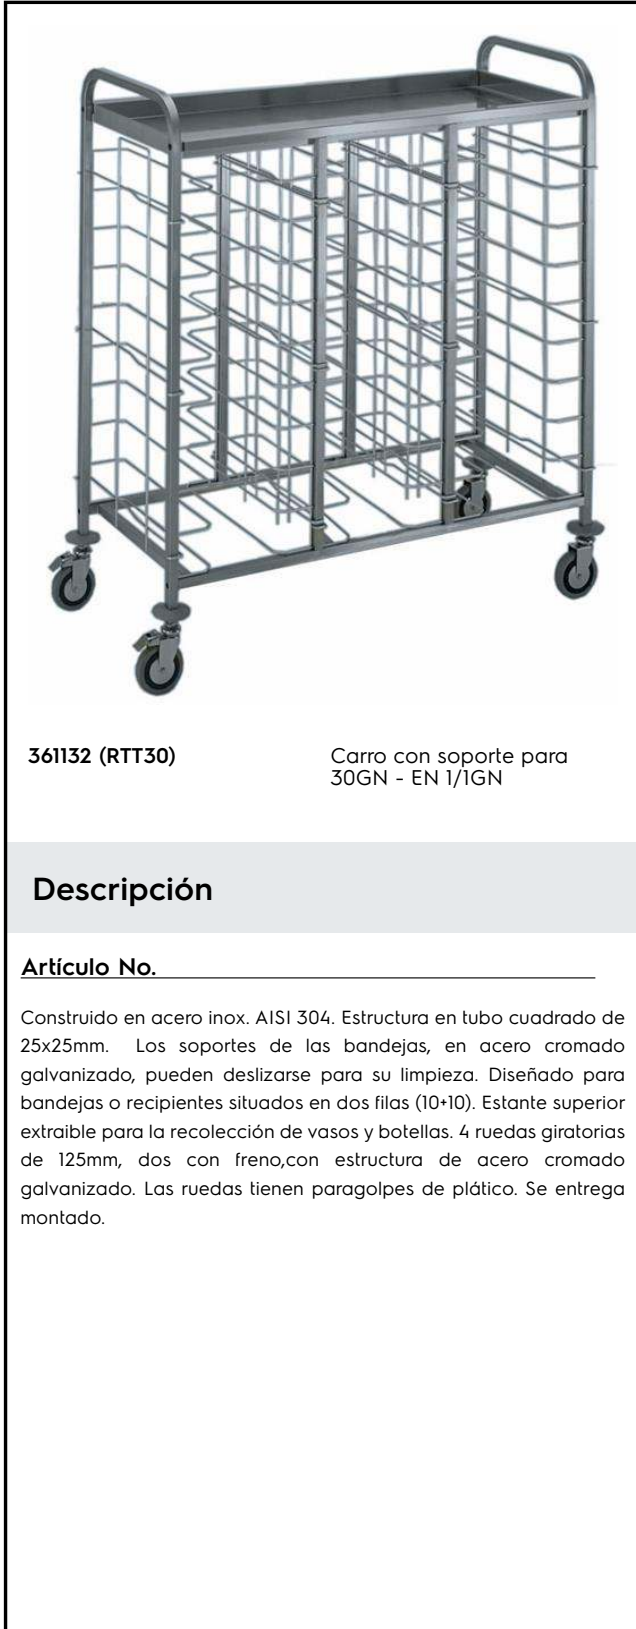 361132 (RTT30)
Carro con soporte para
30GN - EN 1/1GN
Descripción
Artículo No.
Construido en acero inox. AISI 304. Estructura en tubo cuadrado de
25x25mm. Los soportes de las bandejas, en acero cromado
galvanizado, pueden deslizarse para su limpieza. Diseñado para
bandejas o recipientes situados en dos filas (10+10). Estante superior
extraible para la recolección de vasos y botellas. 4 ruedas giratorias
de 125mm, dos con freno,con estructura de acero cromado
galvanizado. Las ruedas tienen paragolpes de plático. Se entrega
montado.